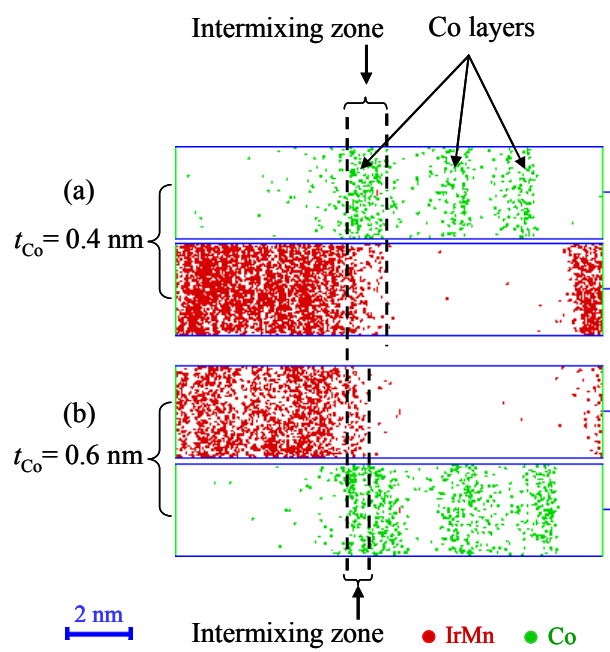 Intermixing zone
Co layers
(a)
tCo= 0.4 nm
(b)
tCo= 0.6 nm
2 nm
Intermixing zone
IrMn
Co